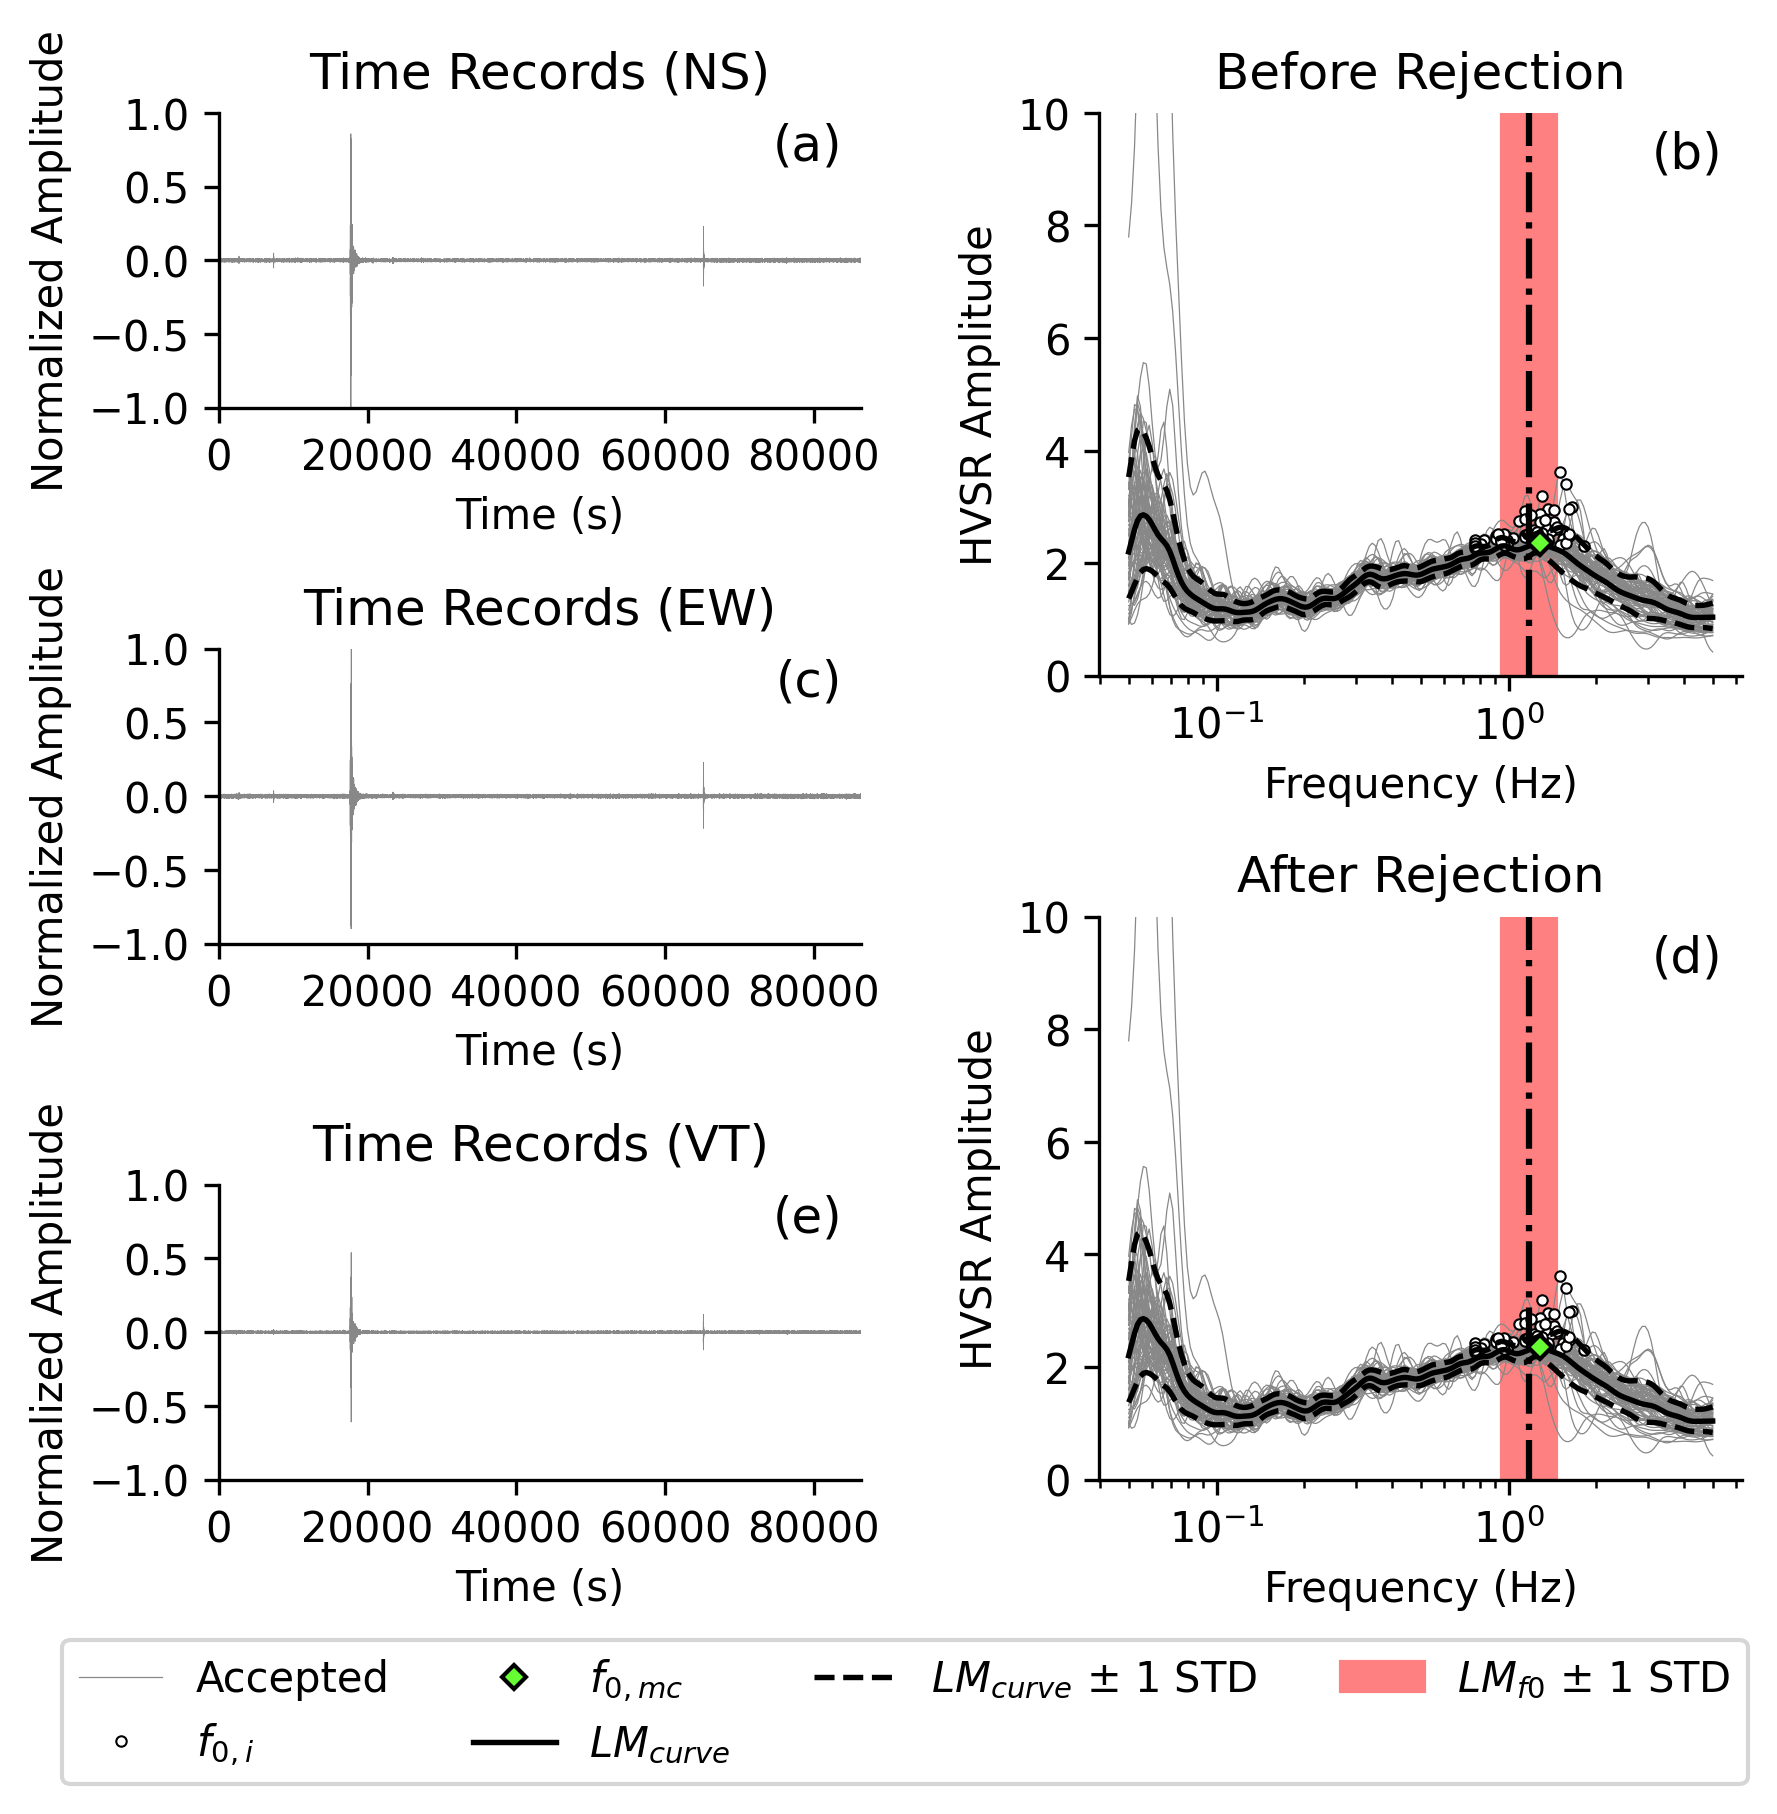 Time Records (NS)
Normalized Amplitude
1.0
0.5
0.0
−0.5
−1.0
(a)
0 20000 40000 60000 80000
Time (s)
Before Rejection
HVSR Amplitude
10
8
6
4
2
0
(b)
10⁻¹ 10⁰
Frequency (Hz)
Time Records (EW)
Normalized Amplitude
1.0
0.5
0.0
−0.5
−1.0
(c)
0 20000 40000 60000 80000
Time (s)
After Rejection
HVSR Amplitude
10
8
6
4
2
0
(d)
10⁻¹ 10⁰
Frequency (Hz)
Time Records (VT)
Normalized Amplitude
1.0
0.5
0.0
−0.5
−1.0
(e)
0 20000 40000 60000 80000
Time (s)
Accepted f0,mc LMcurve ± 1 STD LMf0 ± 1 STD
f0,i LMcurve